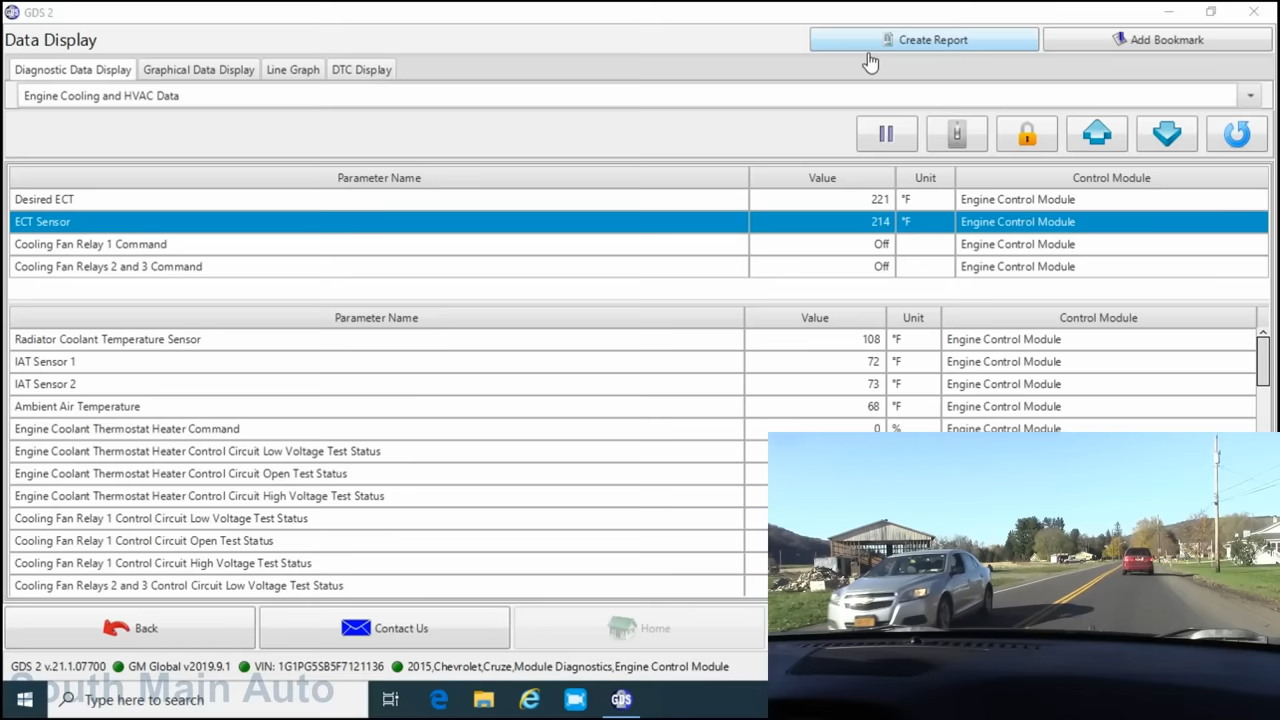 GDS 2
Data Display
Create Report
Add Bookmark
Diagnostic Data Display Graphical Data Display Line Graph DTC Display
Engine Cooling and HVAC Data
Parameter Name Value Unit Control Module
Desired ECT 221 °F Engine Control Module
ECT Sensor 214 °F Engine Control Module
Cooling Fan Relay 1 Command Off Engine Control Module
Cooling Fan Relays 2 and 3 Command Off Engine Control Module
Parameter Name Value Unit Control Module
Radiator Coolant Temperature Sensor 108 °F Engine Control Module
IAT Sensor 1 72 °F Engine Control Module
IAT Sensor 2 73 °F Engine Control Module
Ambient Air Temperature 68 °F Engine Control Module
Engine Coolant Thermostat Heater Command 0 % Engine Control Module
Engine Coolant Thermostat Heater Control Circuit Low Voltage Test Status
Engine Coolant Thermostat Heater Control Circuit Open Test Status
Engine Coolant Thermostat Heater Control Circuit High Voltage Test Status
Cooling Fan Relay 1 Control Circuit Low Voltage Test Status
Cooling Fan Relay 1 Control Circuit Open Test Status
Cooling Fan Relay 1 Control Circuit High Voltage Test Status
Cooling Fan Relays 2 and 3 Control Circuit Low Voltage Test Status
Back Contact Us Home
GDS 2 v.21.1.07700 GM Global v2019.9.1 VIN: 1G1PG5SB5F7121136 2015,Chevrolet,Cruze,Module Diagnostics,Engine Control Module
South Main Auto
Type here to search
GDS